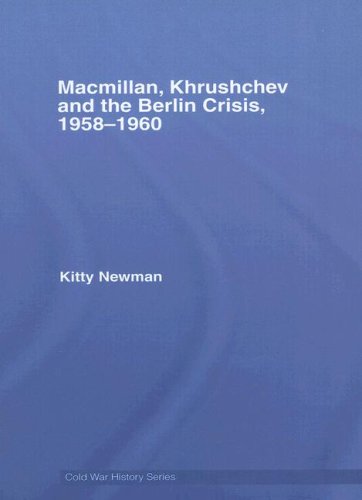 Macmillan, Khrushchev
and the Berlin Crisis,
1958–1960
Kitty Newman
Cold War History Series